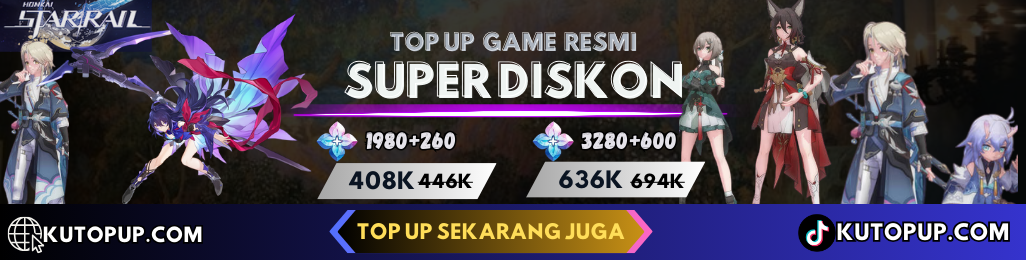 HONKAI
STAR RAIL
TOP UP GAME RESMI
SUPER DISKON
1980+260
3280+600
408K 446K
636K 694K
KUTOPUP.COM
TOP UP SEKARANG JUGA
KUTOPUP.COM